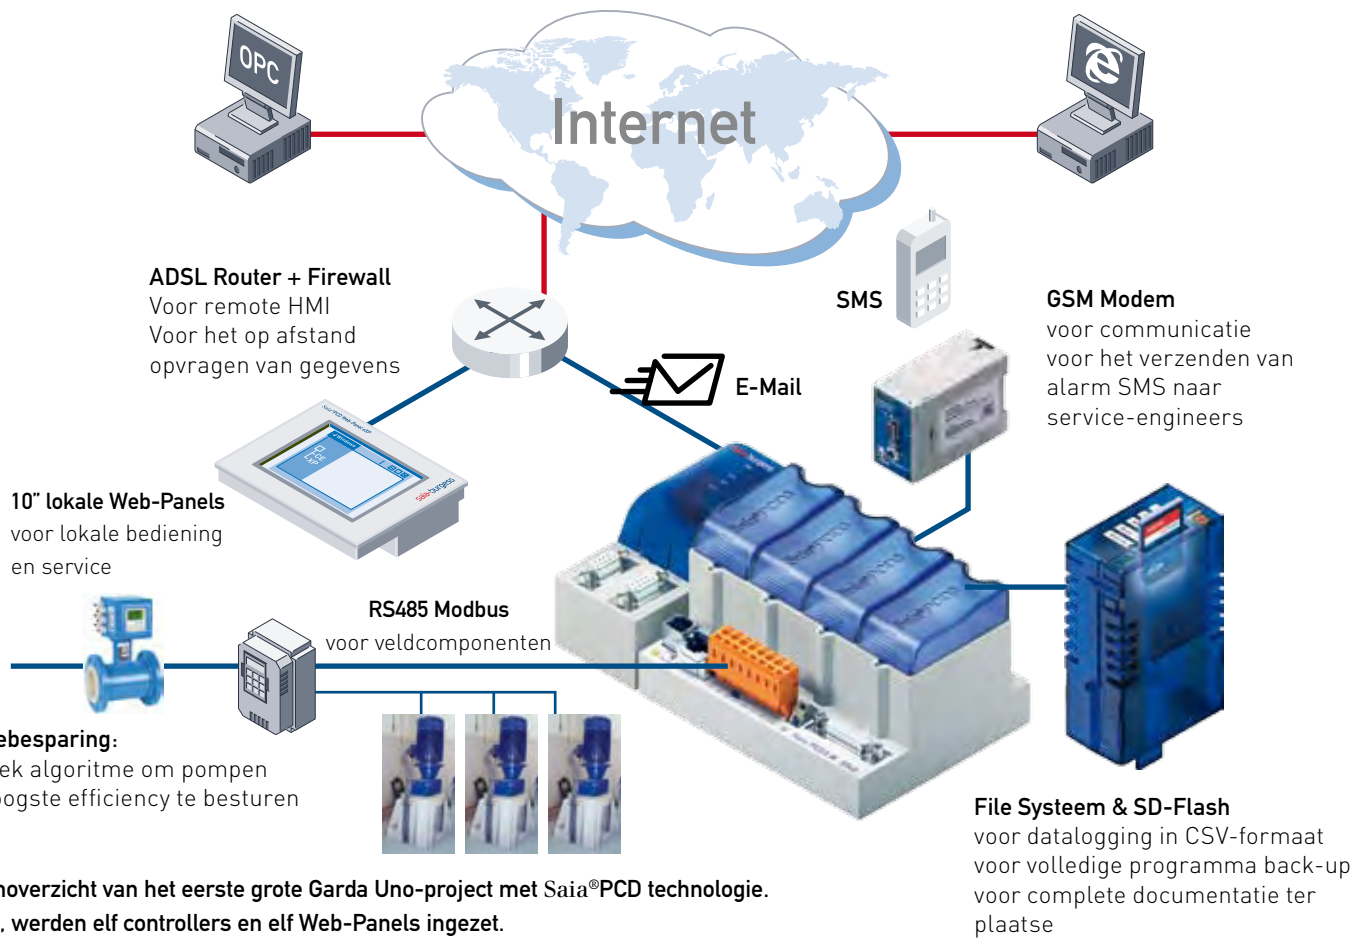 OPC
Internet
ADSL Router + Firewall
Voor remote HMI
Voor het op afstand
opvragen van gegevens
SMS
GSM Modem
voor communicatie
voor het verzenden van
alarm SMS naar
service-engineers
E-Mail
saia-burgess
10” lokale Web-Panels
voor lokale bediening
en service
RS485 Modbus
voor veldcomponenten
ebesparing:
ek algoritme om pompen
oogste efficiency te besturen
File Systeem & SD-Flash
voor datalogging in CSV-formaat
voor volledige programma back-up
voor complete documentatie ter
plaatse
noverzicht van het eerste grote Garda Uno-project met Saia®PCD technologie.
, werden elf controllers en elf Web-Panels ingezet.